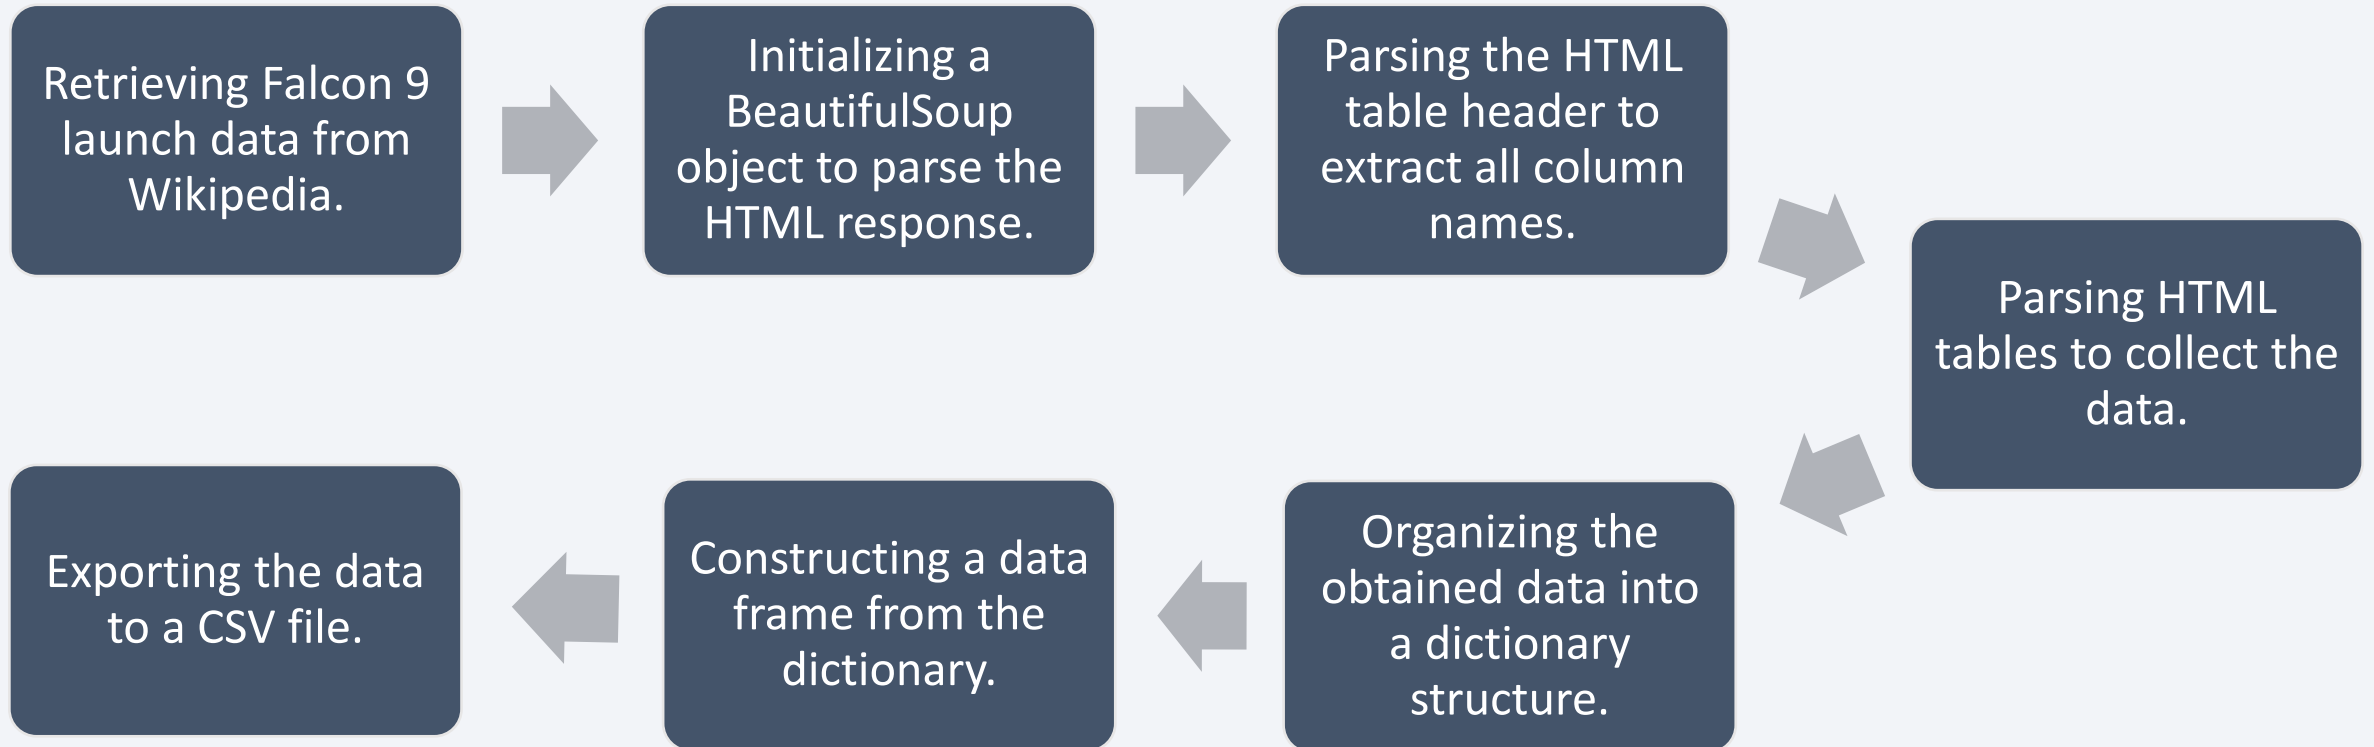 Retrieving Falcon 9
launch data from
Wikipedia.
Initializing a
BeautifulSoup
object to parse the
HTML response.
Parsing the HTML
table header to
extract all column
names.
Parsing HTML
tables to collect the
data.
Organizing the
obtained data into
a dictionary
structure.
Constructing a data
frame from the
dictionary.
Exporting the data
to a CSV file.